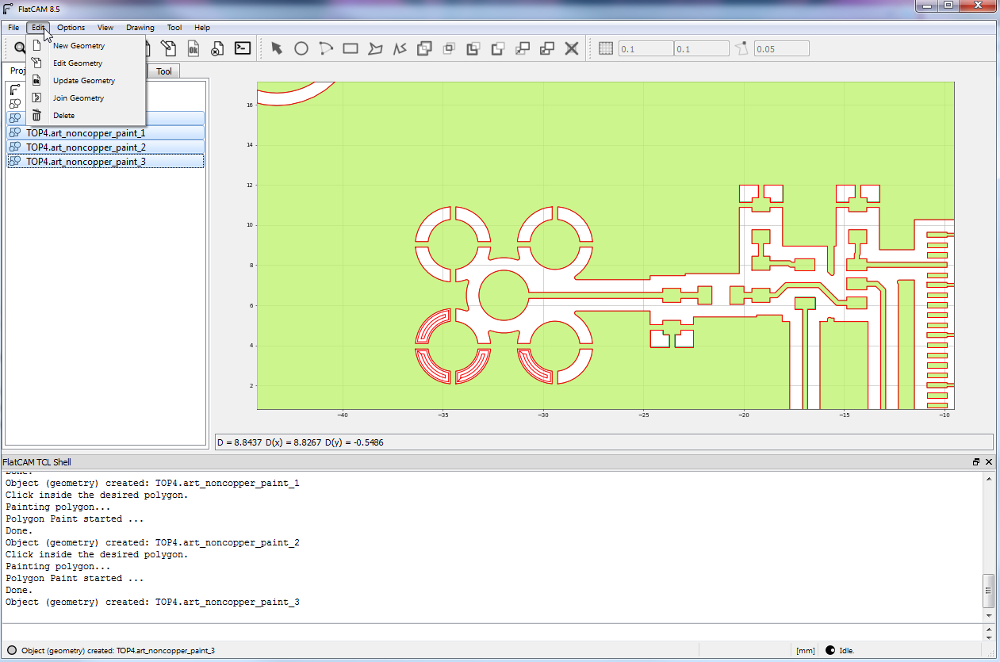 FlatCAM 8.5
File Edit Options View Drawing Tool Help
New Geometry
Edit Geometry
Update Geometry
Join Geometry
Delete
0.1 0.1 0.05
Tool
TOP4.art_noncopper_paint_1
TOP4.art_noncopper_paint_2
TOP4.art_noncopper_paint_3
16
14
12
10
8
6
4
2
−40 −35 −30 −25 −20 −15 −10
D = 8.8437 D(x) = 8.8267 D(y) = -0.5486
FlatCAM TCL Shell
Done.
Object (geometry) created: TOP4.art_noncopper_paint_1
Click inside the desired polygon.
Painting polygon...
Polygon Paint started ...
Done.
Object (geometry) created: TOP4.art_noncopper_paint_2
Click inside the desired polygon.
Painting polygon...
Polygon Paint started ...
Done.
Object (geometry) created: TOP4.art_noncopper_paint_3
Object (geometry) created: TOP4.art_noncopper_paint_3 [mm] Idle.